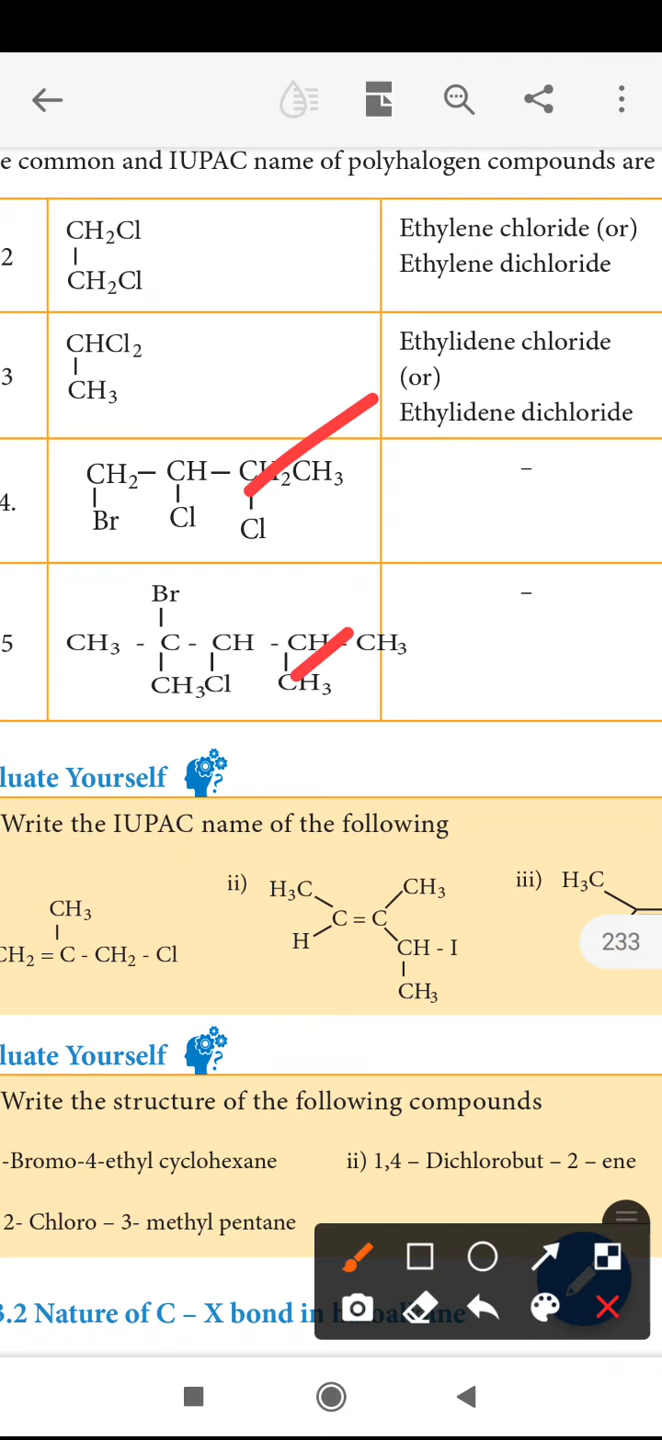 e common and IUPAC name of polyhalogen compounds are
2
CH₂Cl
CH₂Cl
Ethylene chloride (or)
Ethylene dichloride
3
CHCl₂
CH₃
Ethylidene chloride
(or)
Ethylidene dichloride
4.
CH₂– CH– CH₂CH₃
Br Cl Cl
–
5
Br
CH₃ - C - CH - CH - CH₃
CH₃Cl CH₃
–
luate Yourself
Write the IUPAC name of the following
CH₃
CH₂ = C - CH₂ - Cl
ii) H₃C CH₃
C = C
H CH - I
CH₃
iii) H₃C
233
luate Yourself
Write the structure of the following compounds
-Bromo-4-ethyl cyclohexane ii) 1,4 – Dichlorobut – 2 – ene
2- Chloro – 3- methyl pentane
3.2 Nature of C – X bond in haloalkane